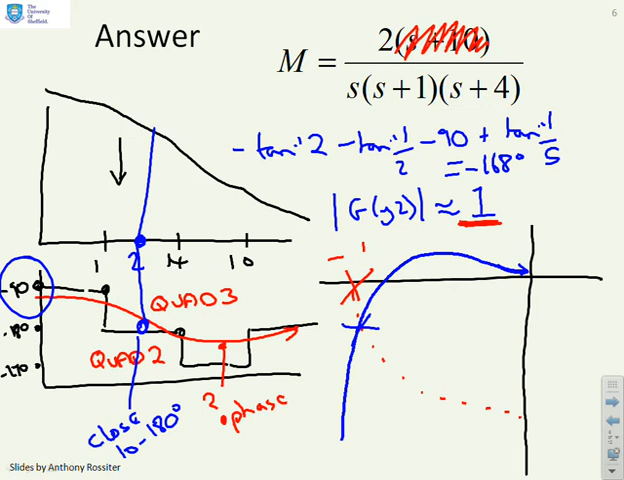 The
University
Of
Sheffield.
6
Answer
M = 2(s + 10) / s(s + 1)(s + 4)
- tan⁻¹ 2 - tan⁻¹ 1/2 - 90 + tan⁻¹ 1/5
= -168°
|G(j2)| ≈ 1
1 2 4 10
-90
-180
-270
QUAD 3
QUAD 2
close
to -180°
?
phase
-1
Slides by Anthony Rossiter